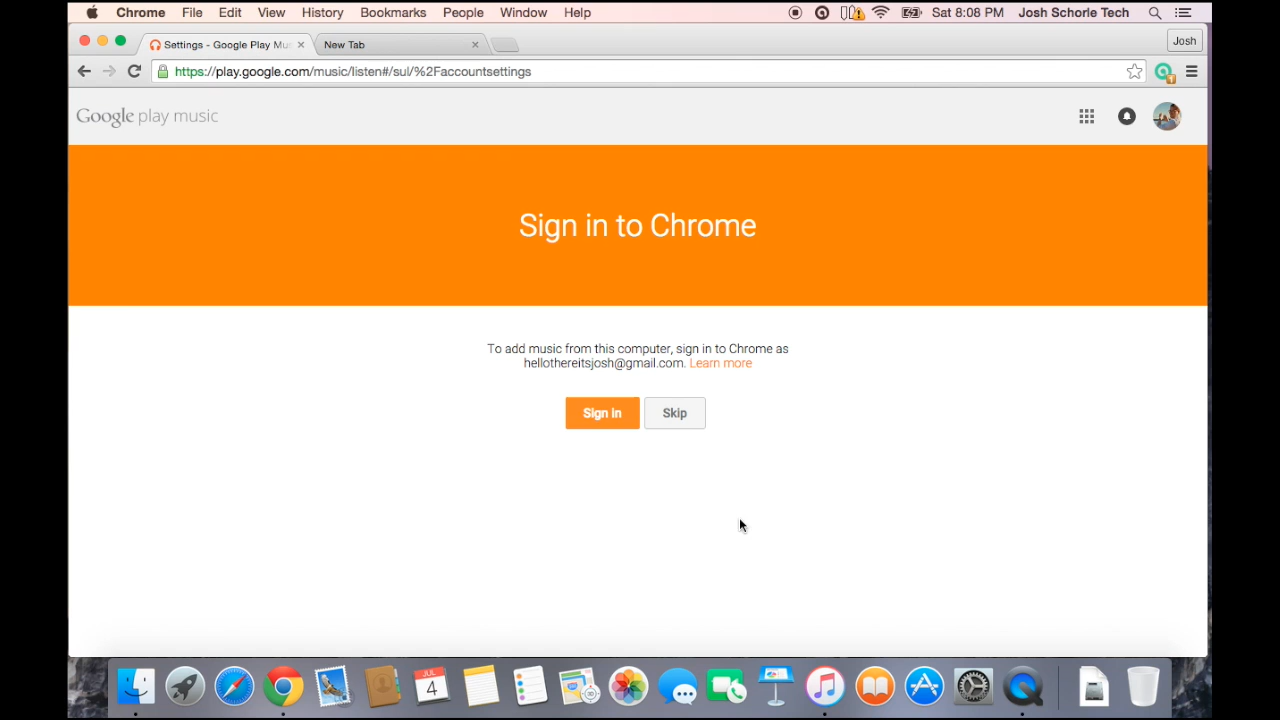 Chrome File Edit View History Bookmarks People Window Help Sat 8:08 PM Josh Schorle Tech
Settings - Google Play Mu New Tab Josh
https://play.google.com/music/listen#/sul/%2Faccountsettings
Google play music
Sign in to Chrome
To add music from this computer, sign in to Chrome as
hellothereitsjosh@gmail.com. Learn more
Sign in Skip
JUL
4